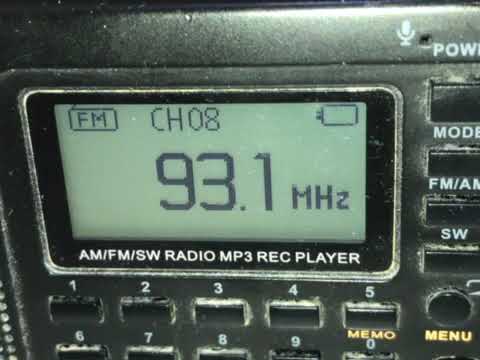 POWE
FM CH08
93.1 MHz
AM/FM/SW RADIO MP3 REC PLAYER
MODE
FM/AM
SW
1 2 3 4 5
MEMO MENU
6 7 8 9 0